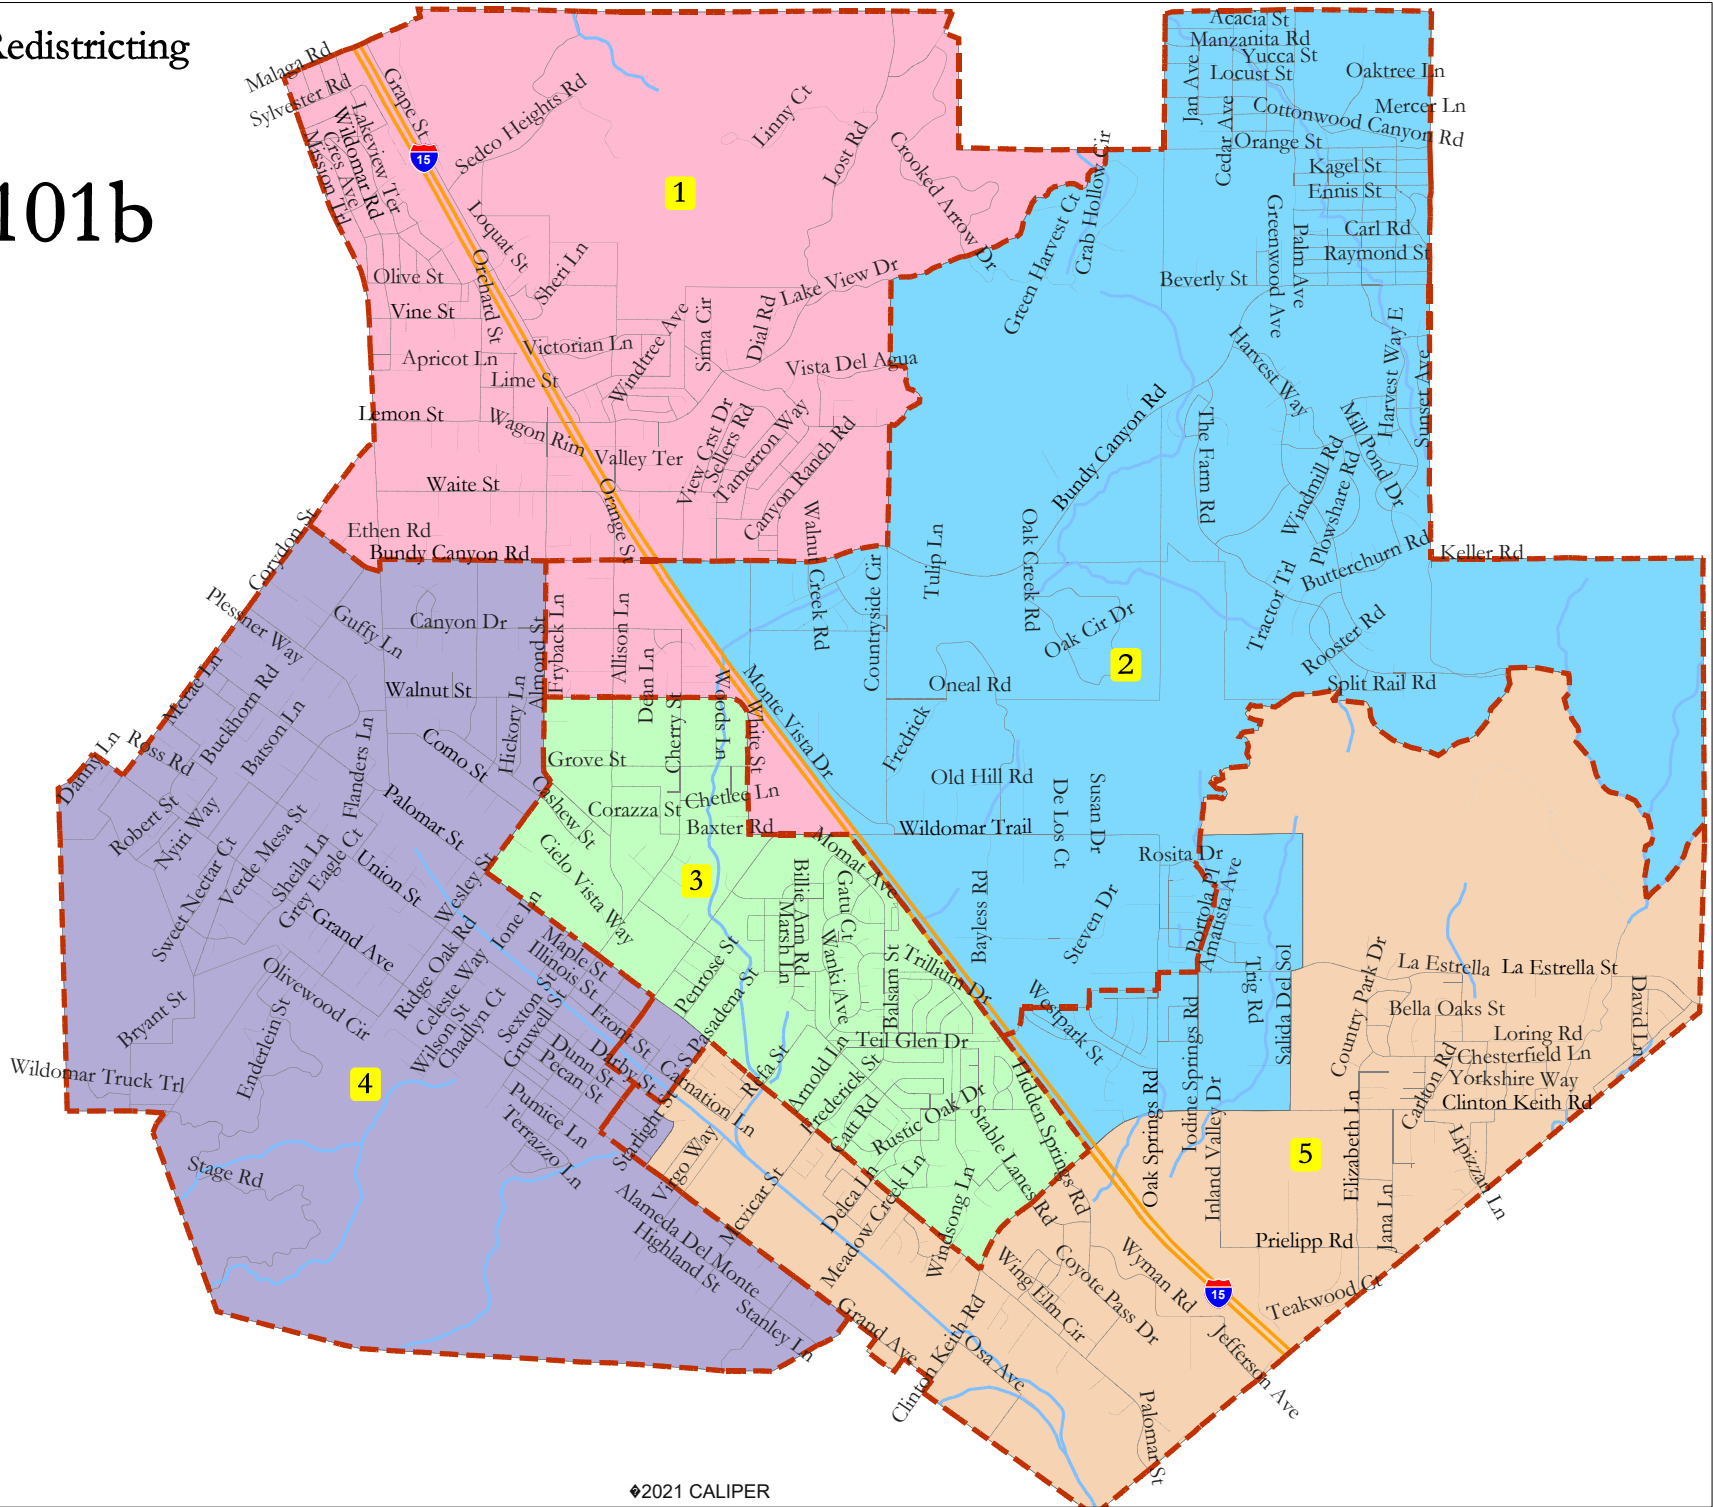 Redistricting
101b
Malaga Rd
Sylvester Rd
Grape St
Lakeview Ter
Wildomar Rd
Cres Ave
Mission Trl
15
Sedco Heights Rd
Linny Ct
Lost Rd
Crooked Arrow Dr
1
Loquat St
Sheri Ln
Orchard St
Olive St
Vine St
Apricot Ln
Lime St
Victorian Ln
Windtree Ave
Sima Cir
Dial Rd
Lake View Dr
Vista Del Agua
Lemon St
Wagon Rim
Valley Ter
View Crst Dr
Sellers Rd
Tamerron Way
Canyon Ranch Rd
Waite St
Orange St
Ethen Rd
Bundy Canyon Rd
Corydon St
Walnut Creek Rd
Acacia St
Manzanita Rd
Yucca St
Locust St
Oaktree Ln
Jan Ave
Cedar Ave
Mercer Ln
Cottonwood Canyon Rd
Orange St
Kagel St
Ennis St
Crab Hollow Cir
Green Harvest Ct
Greenwood Ave
Palm Ave
Carl Rd
Raymond St
Beverly St
Harvest Way
Harvest Way E
Sunset Ave
Bundy Canyon Rd
The Farm Rd
Mill Pond Dr
Windmill Rd
Plowshare Rd
Butterchurn Rd
Keller Rd
Tractor Trl
Rooster Rd
Split Rail Rd
Tulip Ln
Oak Creek Rd
Countryside Cir
Oak Cir Dr
2
Oneal Rd
Fredrick
Old Hill Rd
De Los Ct
Susan Dr
Wildomar Trail
Rosita Dr
Monte Vista Dr
Bayless Rd
Steven Dr
Portola Pl
Amatista Ave
Trig Rd
Salida Del Sol
Westpark St
Iodine Springs Rd
Plessner Way
Guffy Ln
Canyon Dr
Almond St
Fryback Ln
Allison Ln
Dean Ln
Cherry St
Woods Ln
White St
Mcrae Ln
Buckhorn Rd
Batson Ln
Walnut St
Hickory Ln
Danny Ln
Ross Rd
Flanders Ln
Como St
Grove St
Cashew St
Corazza St
Chetlee Ln
Baxter Rd
Robert St
Nyiri Way
Palomar St
Verde Mesa St
Sheila Ln
Grey Eagle Ct
Union St
Sweet Nectar Ct
Wesley St
Cielo Vista Way
3
Momat Ave
Billie Ann Rd
Marsh Ln
Gatu Ct
Wanki Ave
Balsam St
Trillium Dr
Grand Ave
Ridge Oak Rd
Ione Ln
Maple St
Illinois St
Olivewood Cir
Celeste Way
Wilson St
Chadlyn Ct
Sexton St
Gruwell St
Front St
Penrose St
S Pasadena St
Bryant St
Enderlein St
Dunn St
Darby St
Pecan St
Carnation Ln
Refa St
Arnold Ln
Frederick St
Teil Glen Dr
Catt Rd
Rustic Oak Dr
Stable Lanes Rd
Hidden Springs Rd
Wildomar Truck Trl
4
Pumice Ln
Terrazzo Ln
Starlight St
Virgo Way
Mcvicar St
Delca Ln
Meadow Creek Ln
Windsong Ln
Stage Rd
Alameda Del Monte
Highland St
Stanley Ln
Grand Ave
Clinton Keith Rd
Osa Ave
Wing Elm Cir
Coyote Pass Dr
Wyman Rd
15
Jefferson Ave
Palomar St
Oak Springs Rd
Inland Valley Dr
5
Prielipp Rd
Teakwood Ct
Elizabeth Ln
Jana Ln
Lipizzan Ln
Carlton Rd
Country Park Dr
La Estrella
La Estrella St
Bella Oaks St
Loring Rd
Chesterfield Ln
Yorkshire Way
Clinton Keith Rd
David Ln
�2021 CALIPER